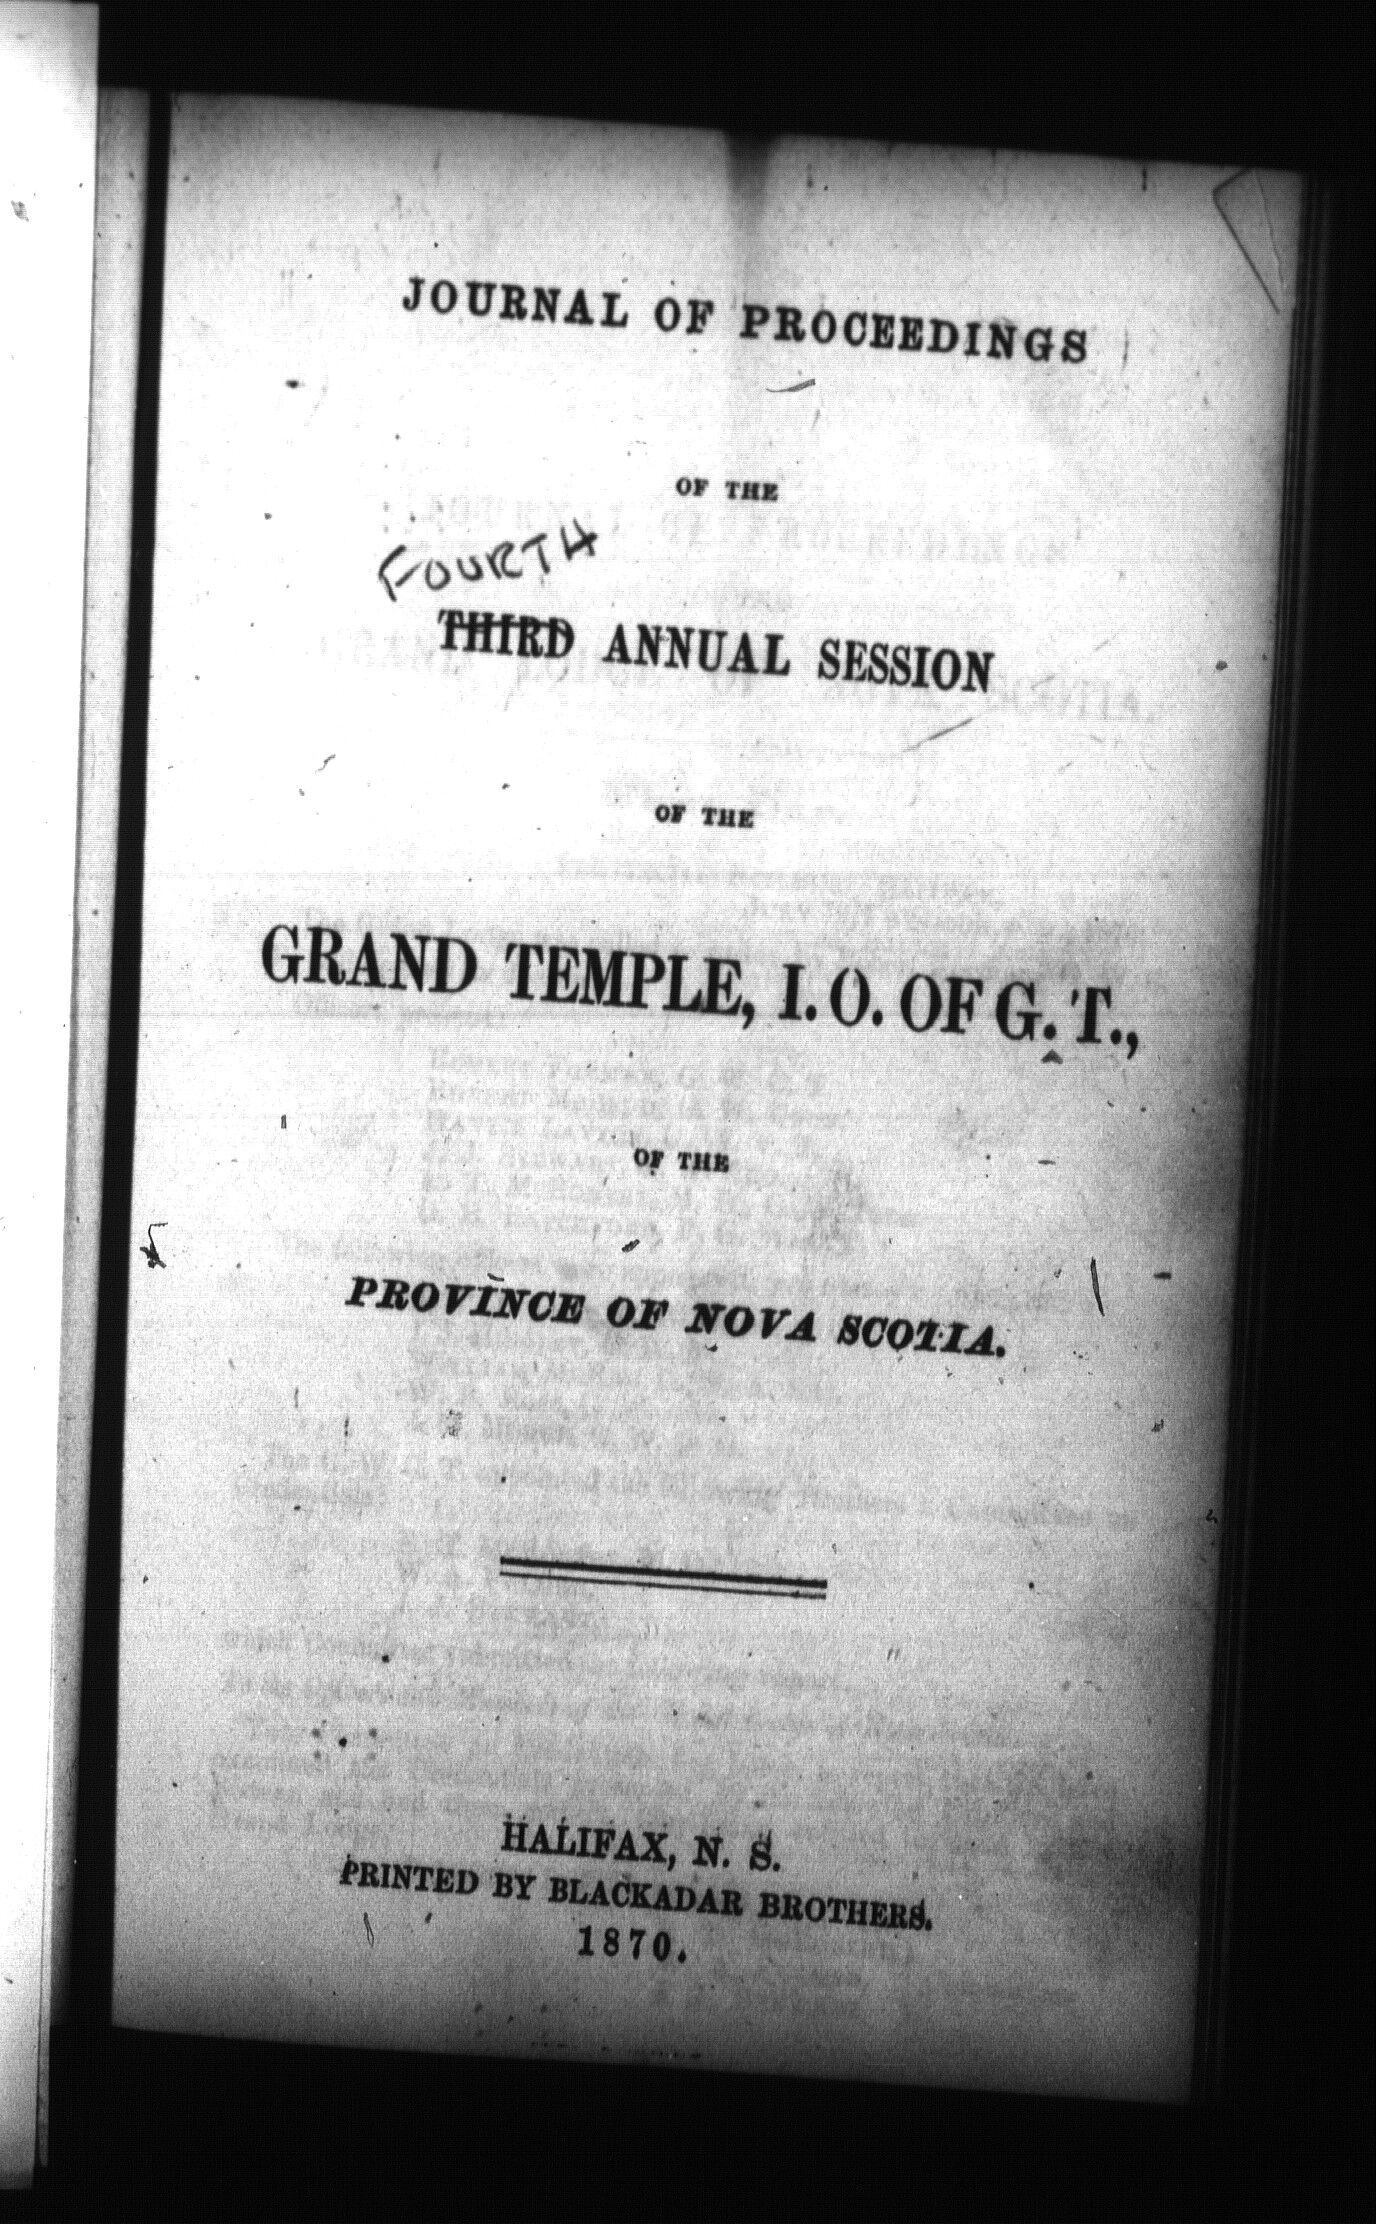 JOURNAL OF PROCEEDINGS
OF THE
FOURTH
THIRD ANNUAL SESSION
OF THE
GRAND TEMPLE, I. O. OF G. T.,
OF THE
PROVINCE OF NOVA SCOTIA.
HALIFAX, N. S.
PRINTED BY BLACKADAR BROTHERS.
1870.